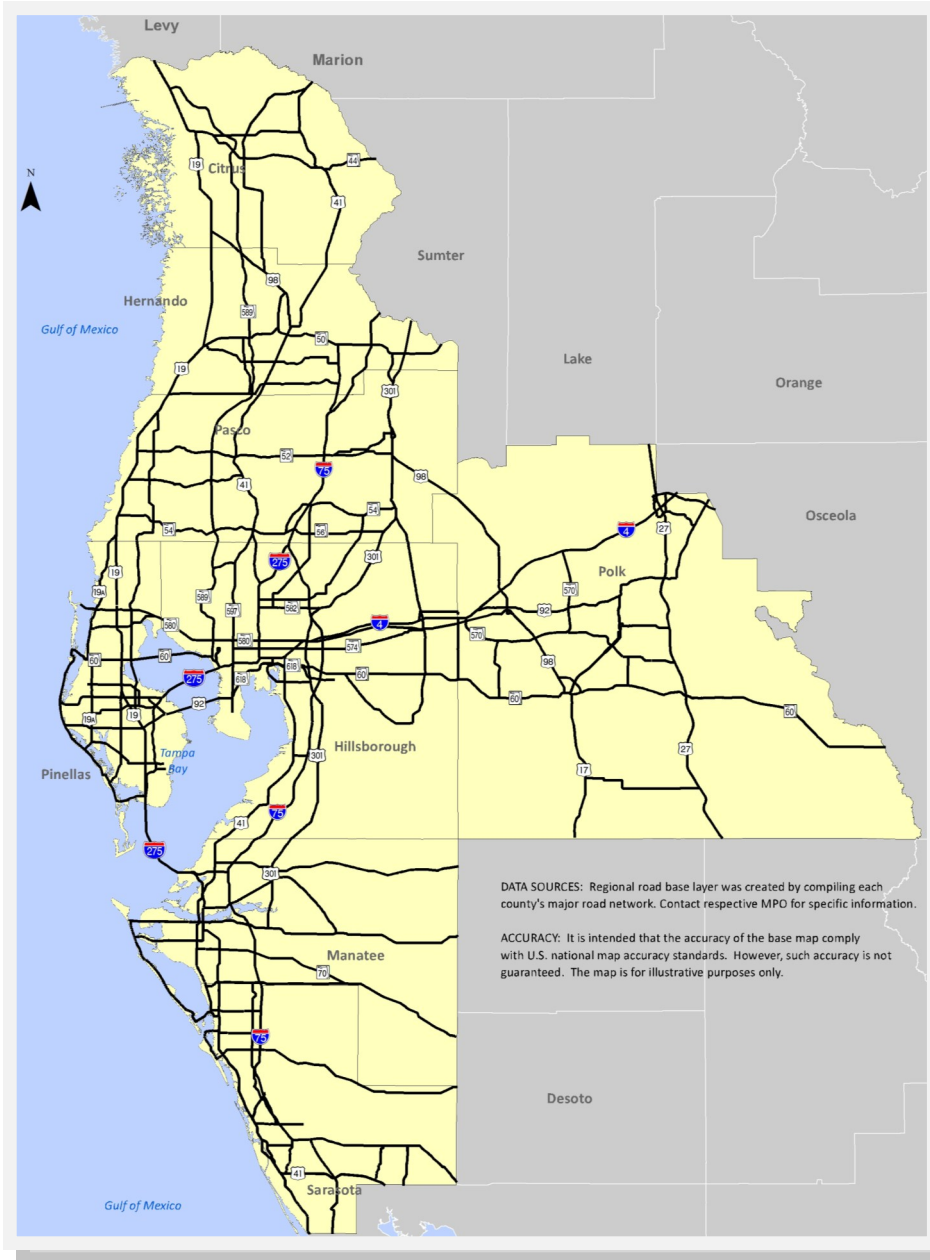 Levy
Marion
N
19
Citrus
44
41
Sumter
98
Hernando
589
Gulf of Mexico
50
19
Lake
Orange
301
Pasco
52
75
98
41
54
54
56
Osceola
4
27
275
301
19
Polk
19A
589
597
582
570
92
4
580
580
574
570
60
60
618
98
275
618
60
60
92
60
19A
19
Hillsborough
301
27
Tampa
Bay
Pinellas
17
75
41
275
301
DATA SOURCES: Regional road base layer was created by compiling each
county's major road network. Contact respective MPO for specific information.
ACCURACY: It is intended that the accuracy of the base map comply
with U.S. national map accuracy standards. However, such accuracy is not
guaranteed. The map is for illustrative purposes only.
Manatee
70
75
Desoto
41
Sarasota
Gulf of Mexico